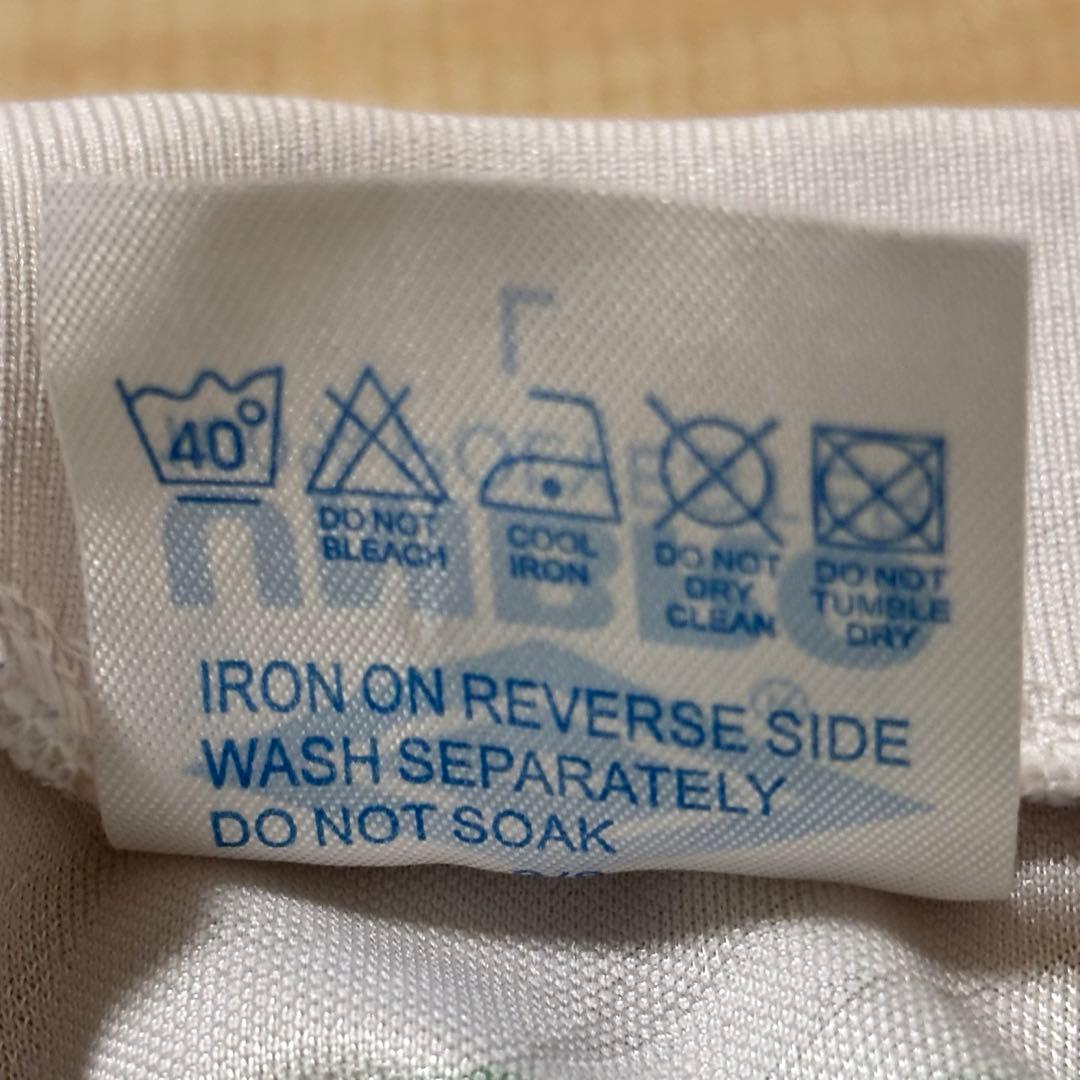 40°
DO NOT
BLEACH
COOL
IRON
DO NOT
DRY
CLEAN
DO NOT
TUMBLE
DRY
IRON ON REVERSE SIDE
WASH SEPARATELY
DO NOT SOAK